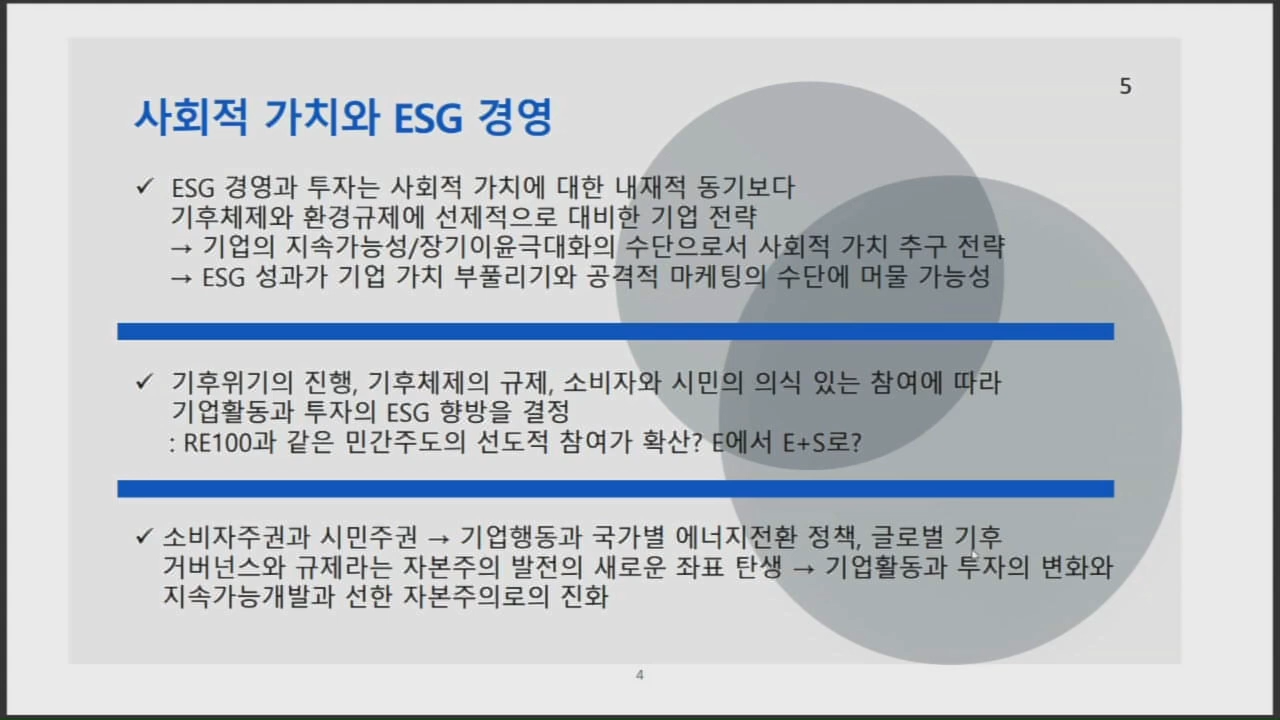 5
사회적 가치와 ESG 경영
✓ ESG 경영과 투자는 사회적 가치에 대한 내재적 동기보다
기후체제와 환경규제에 선제적으로 대비한 기업 전략
→ 기업의 지속가능성/장기이윤극대화의 수단으로서 사회적 가치 추구 전략
→ ESG 성과가 기업 가치 부풀리기와 공격적 마케팅의 수단에 머물 가능성
✓ 기후위기의 진행, 기후체제의 규제, 소비자와 시민의 의식 있는 참여에 따라
기업활동과 투자의 ESG 향방을 결정
: RE100과 같은 민간주도의 선도적 참여가 확산? E에서 E+S로?
✓ 소비자주권과 시민주권 → 기업행동과 국가별 에너지전환 정책, 글로벌 기후
거버넌스와 규제라는 자본주의 발전의 새로운 좌표 탄생 → 기업활동과 투자의 변화와
지속가능개발과 선한 자본주의로의 진화
4